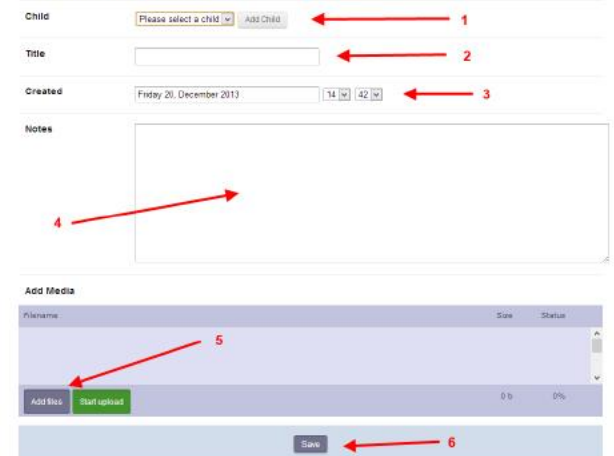 Child Please select a child Add Child 1
Title 2
Created Friday 20, December 2013 14 42 3
Notes
4
Add Media
Filename Size Status
5
Add files Start upload 0 b 0%
Save 6